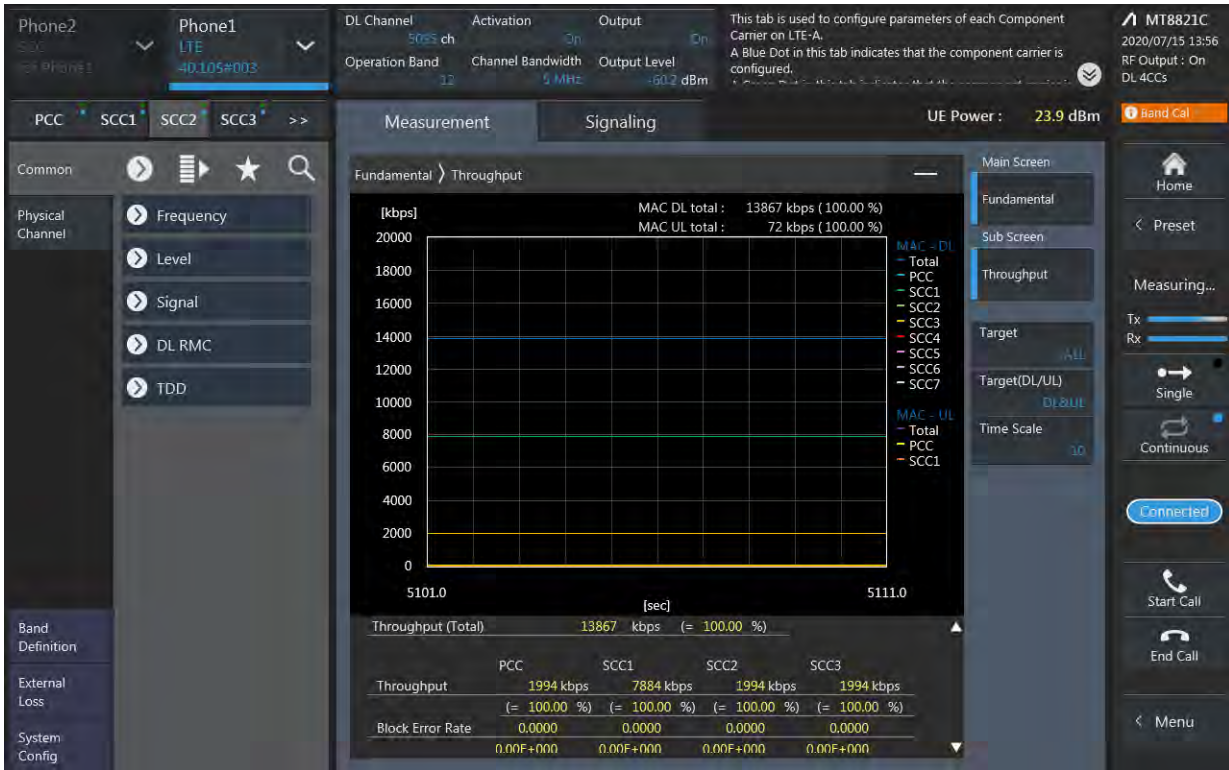 Phone2
Phone1
LTE
40.105#003
DL Channel
5095 ch
Activation
On
Output
On
Operation Band
12
Channel Bandwidth
5 MHz
Output Level
-60.2 dBm
This tab is used to configure parameters of each Component
Carrier on LTE-A.
A Blue Dot in this tab indicates that the component carrier is
configured.
MT8821C
2020/07/15 13:56
RF Output : On
DL 4CCs
PCC SCC1 SCC2 SCC3 >>
Measurement
Signaling
UE Power : 23.9 dBm
Band Cal
Common
Physical
Channel
Frequency
Level
Signal
DL RMC
TDD
Band
Definition
External
Loss
System
Config
Fundamental 〉 Throughput
[kbps]
MAC DL total : 13867 kbps ( 100.00 %)
MAC UL total : 72 kbps ( 100.00 %)
20000
18000
16000
14000
12000
10000
8000
6000
4000
2000
0
5101.0
5111.0
[sec]
MAC - DL
Total
PCC
SCC1
SCC2
SCC3
SCC4
SCC5
SCC6
SCC7
MAC - UL
Total
PCC
SCC1
Throughput (Total) 13867 kbps (= 100.00 %)
PCC SCC1 SCC2 SCC3
Throughput 1994 kbps 7884 kbps 1994 kbps 1994 kbps
(= 100.00 %) (= 100.00 %) (= 100.00 %) (= 100.00 %)
Block Error Rate 0.0000 0.0000 0.0000 0.0000
0.00E+000 0.00E+000 0.00E+000 0.00E+000
Main Screen
Fundamental
Sub Screen
Throughput
Target
ALL
Target(DL/UL)
DL&UL
Time Scale
10
Home
< Preset
Measuring...
Tx
Rx
Single
Continuous
Connected
Start Call
End Call
< Menu